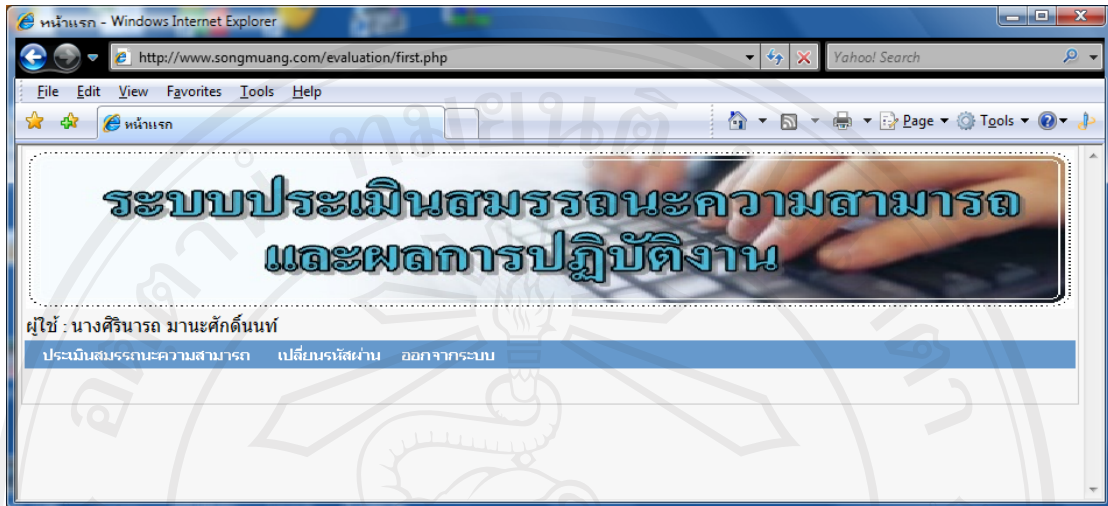 หน้าแรก - Windows Internet Explorer
http://www.songmuang.com/evaluation/first.php
Yahoo! Search
File Edit View Favorites Tools Help
หน้าแรก
Page Tools
ระบบประเมินสมรรถนะความสามารถ
และผลการปฏิบัติงาน
ผู้ใช้ : นางศิรินารถ มานะศักดิ์นนท์
ประเมินสมรรถนะความสามารถ เปลี่ยนรหัสผ่าน ออกจากระบบ